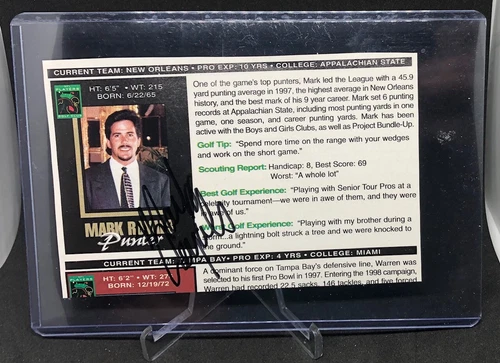 CURRENT TEAM: NEW ORLEANS • PRO EXP: 10 YRS • COLLEGE: APPALACHIAN STATE
PLAYERS
HT: 6'5" • WT: 215
BORN: 6/22/65
MARK
Punter
One of the game's top punters, Mark led the League with a 45.9
yard punting average in 1997, the highest average in New Orleans
history, and the best mark of his 9 year career. Mark set 6 punting
records at Appalachian State, including most punting yards in one
game, one season, and career punting yards. Mark has been
active with the Boys and Girls Clubs, as well as Project Bundle-Up.
Golf Tip: "Spend more time on the range with your wedges
and work on the short game."
Scouting Report: Handicap: 8, Best Score: 69
Worst: "A whole lot"
Best Golf Experience: "Playing with Senior Tour Pros at a
celebrity tournament—we were in awe of them, and they were
awe of us."
Golf Experience: "Playing with my brother during a
storm...a lightning bolt struck a tree and we were knocked to
the ground."
CURRENT TEAM: TAMPA BAY • PRO EXP: 4 YRS • COLLEGE: MIAMI
PLAYERS
HT: 6'2" • WT: 27
BORN: 12/19/72
A dominant force on Tampa Bay's defensive line, Warren was
selected to his first Pro Bowl in 1997. Entering the 1998 campaign,
Warren had recorded 22.5 sacks, 146 tackles, and five forced